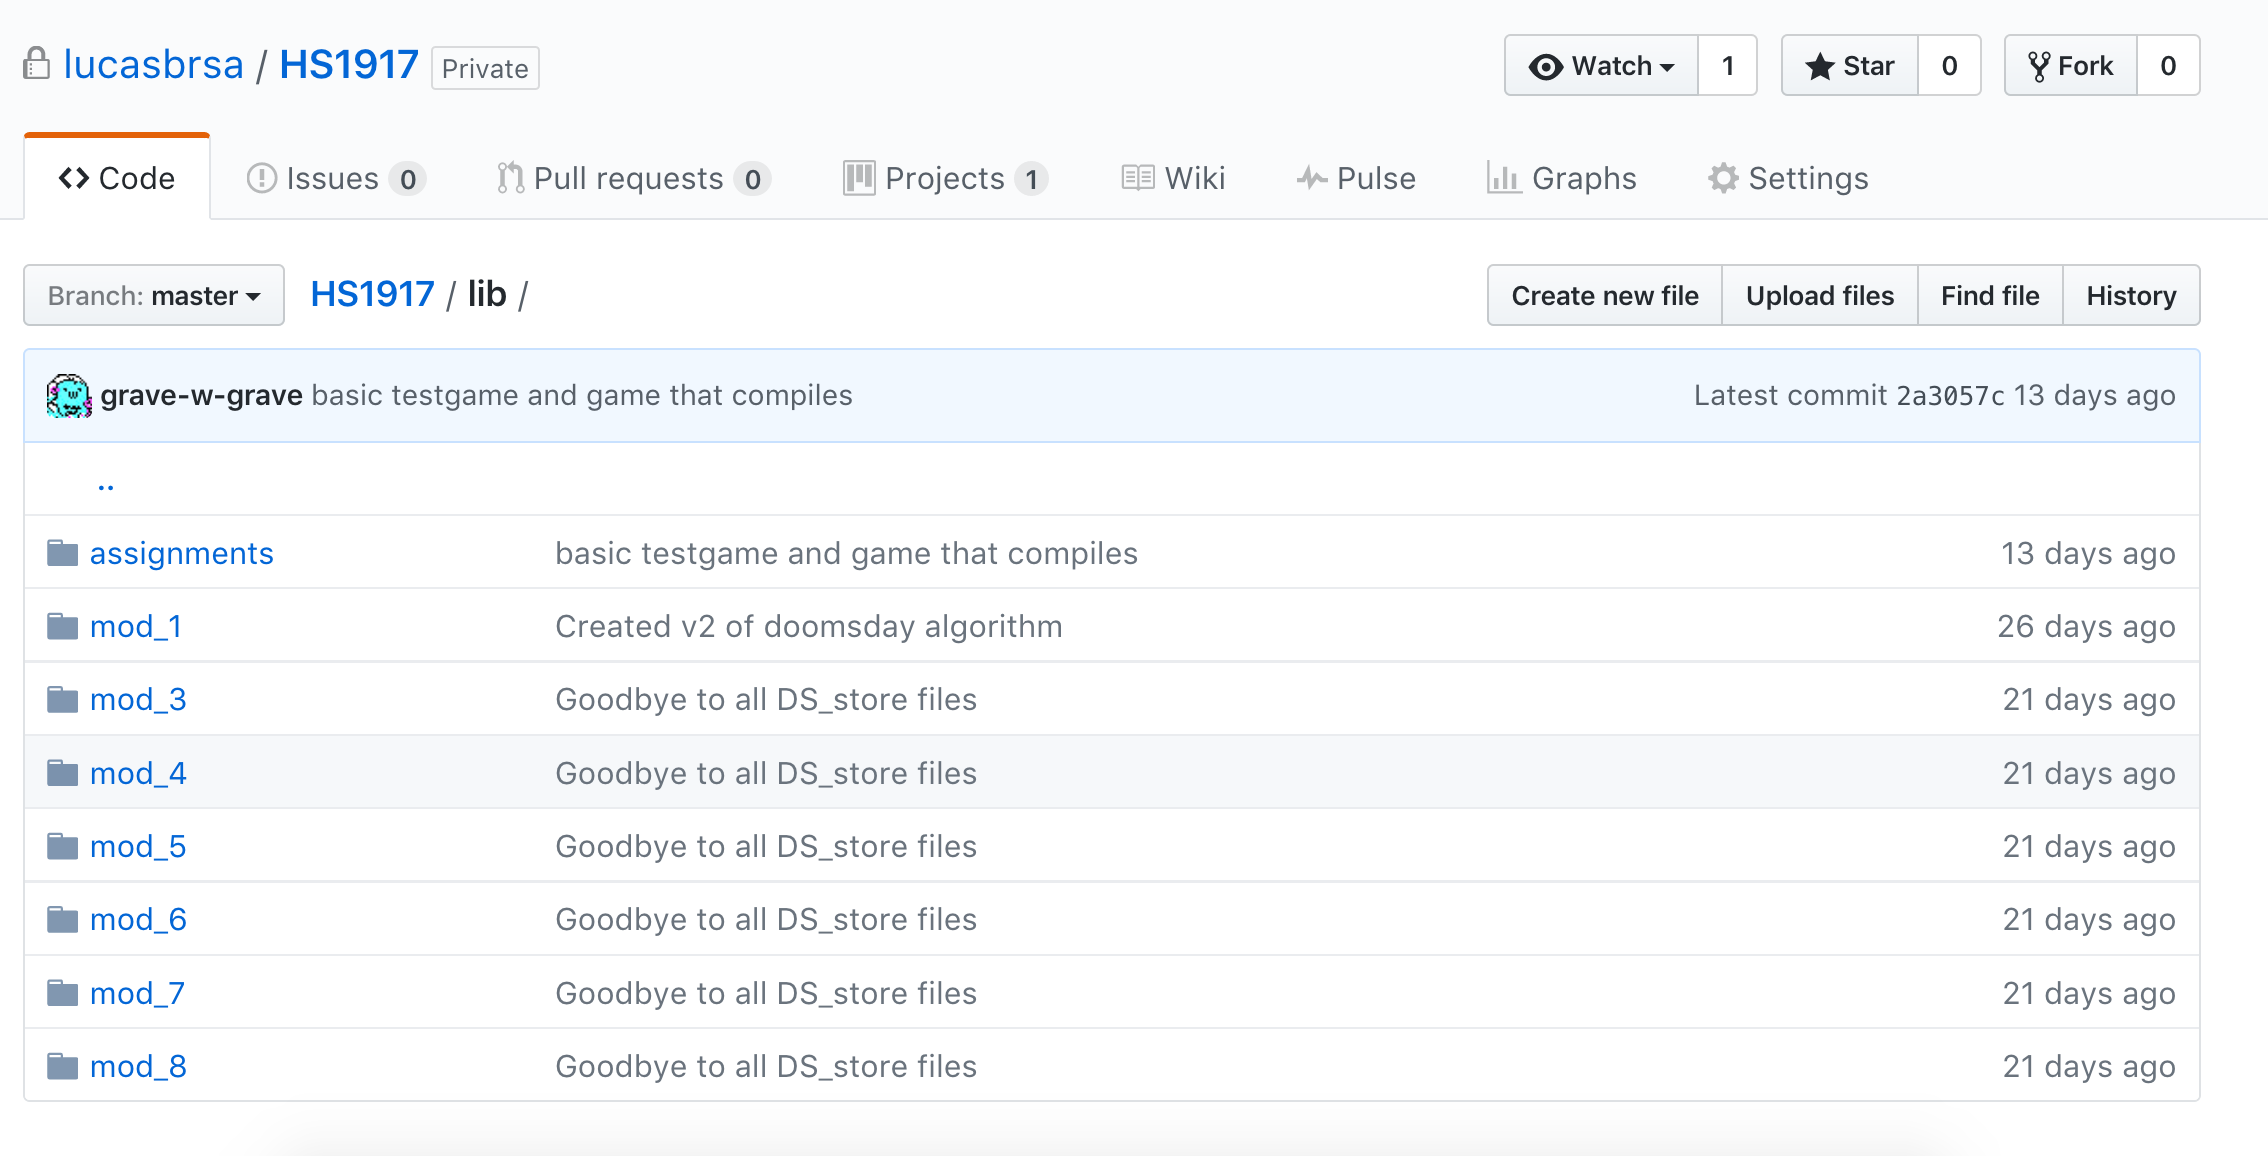 lucasbrsa / HS1917 Private Watch 1 Star 0 Fork 0
Code Issues 0 Pull requests 0 Projects 1 Wiki Pulse Graphs Settings
Branch: master HS1917 / lib / Create new file Upload files Find file History
grave-w-grave basic testgame and game that compiles Latest commit 2a3057c 13 days ago
..
assignments basic testgame and game that compiles 13 days ago
mod_1 Created v2 of doomsday algorithm 26 days ago
mod_3 Goodbye to all DS_store files 21 days ago
mod_4 Goodbye to all DS_store files 21 days ago
mod_5 Goodbye to all DS_store files 21 days ago
mod_6 Goodbye to all DS_store files 21 days ago
mod_7 Goodbye to all DS_store files 21 days ago
mod_8 Goodbye to all DS_store files 21 days ago